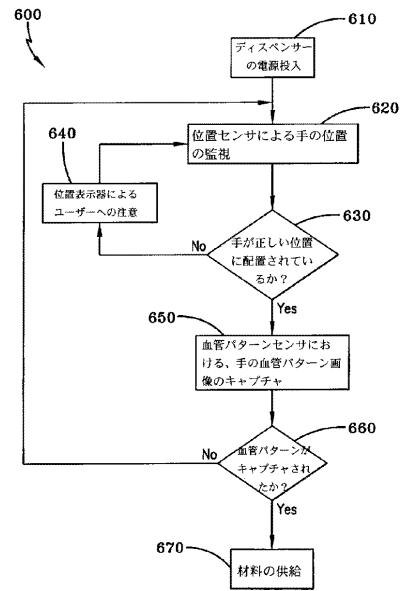 600
610
ディスペンサー
の電源投入
620
位置センサによる手の位置
の監視
640
位置表示器による
ユーザーへの注意
630
手が正しい位置
に配置されてい
るか？
No
Yes
650
血管パターンセンサにお
ける、手の血管パターン画
像のキャプチャ
660
血管パターンが
キャプチャされ
たか？
No
Yes
670
材料の供給